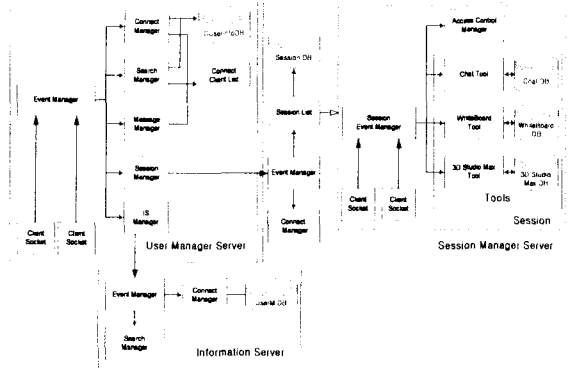 Connect
Manager
Search
Manager
Connect
Client List
Event Manager
Message
Manager
Session
Manager
IS
Manager
Client
Socket
Client
Socket
User Manager Server
Session DB
Session List
Event Manager
Connect
Manager
Session
Event Manager
Client
Socket
Client
Socket
Access Control
Manager
Chat Tool
Chat DB
WhiteBoard
Tool
WhiteBoard
DB
3D Studio Max
Tool
3D Studio
Max DB
Tools
Session
Session Manager Server
Event Manager
Connect
Manager
Search
Manager
Information Server